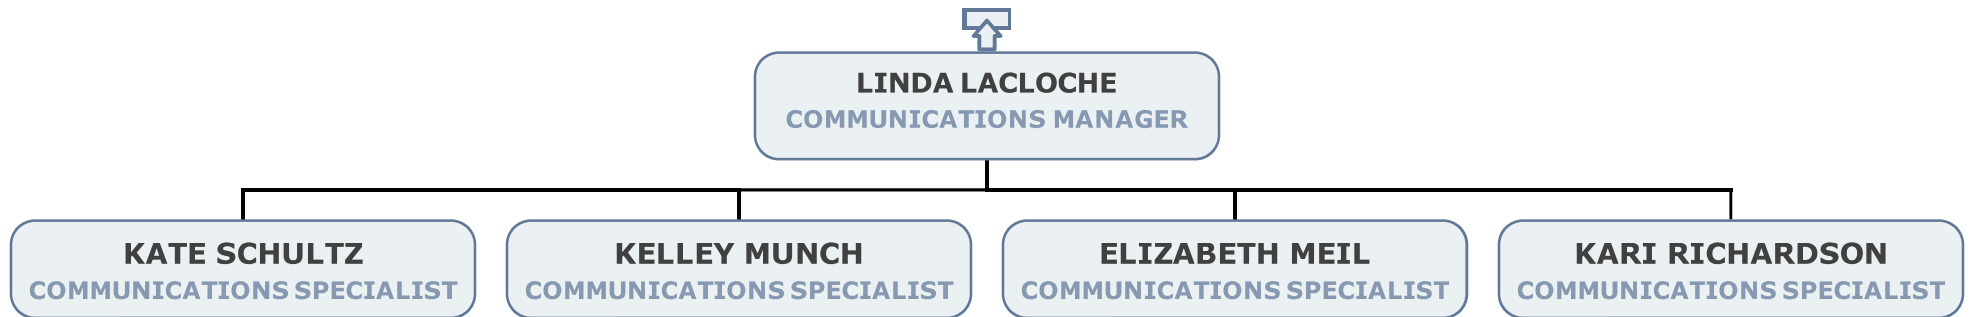 LINDA LACLOCHE
COMMUNICATIONS MANAGER
KATE SCHULTZ
COMMUNICATIONS SPECIALIST
KELLEY MUNCH
COMMUNICATIONS SPECIALIST
ELIZABETH MEIL
COMMUNICATIONS SPECIALIST
KARI RICHARDSON
COMMUNICATIONS SPECIALIST